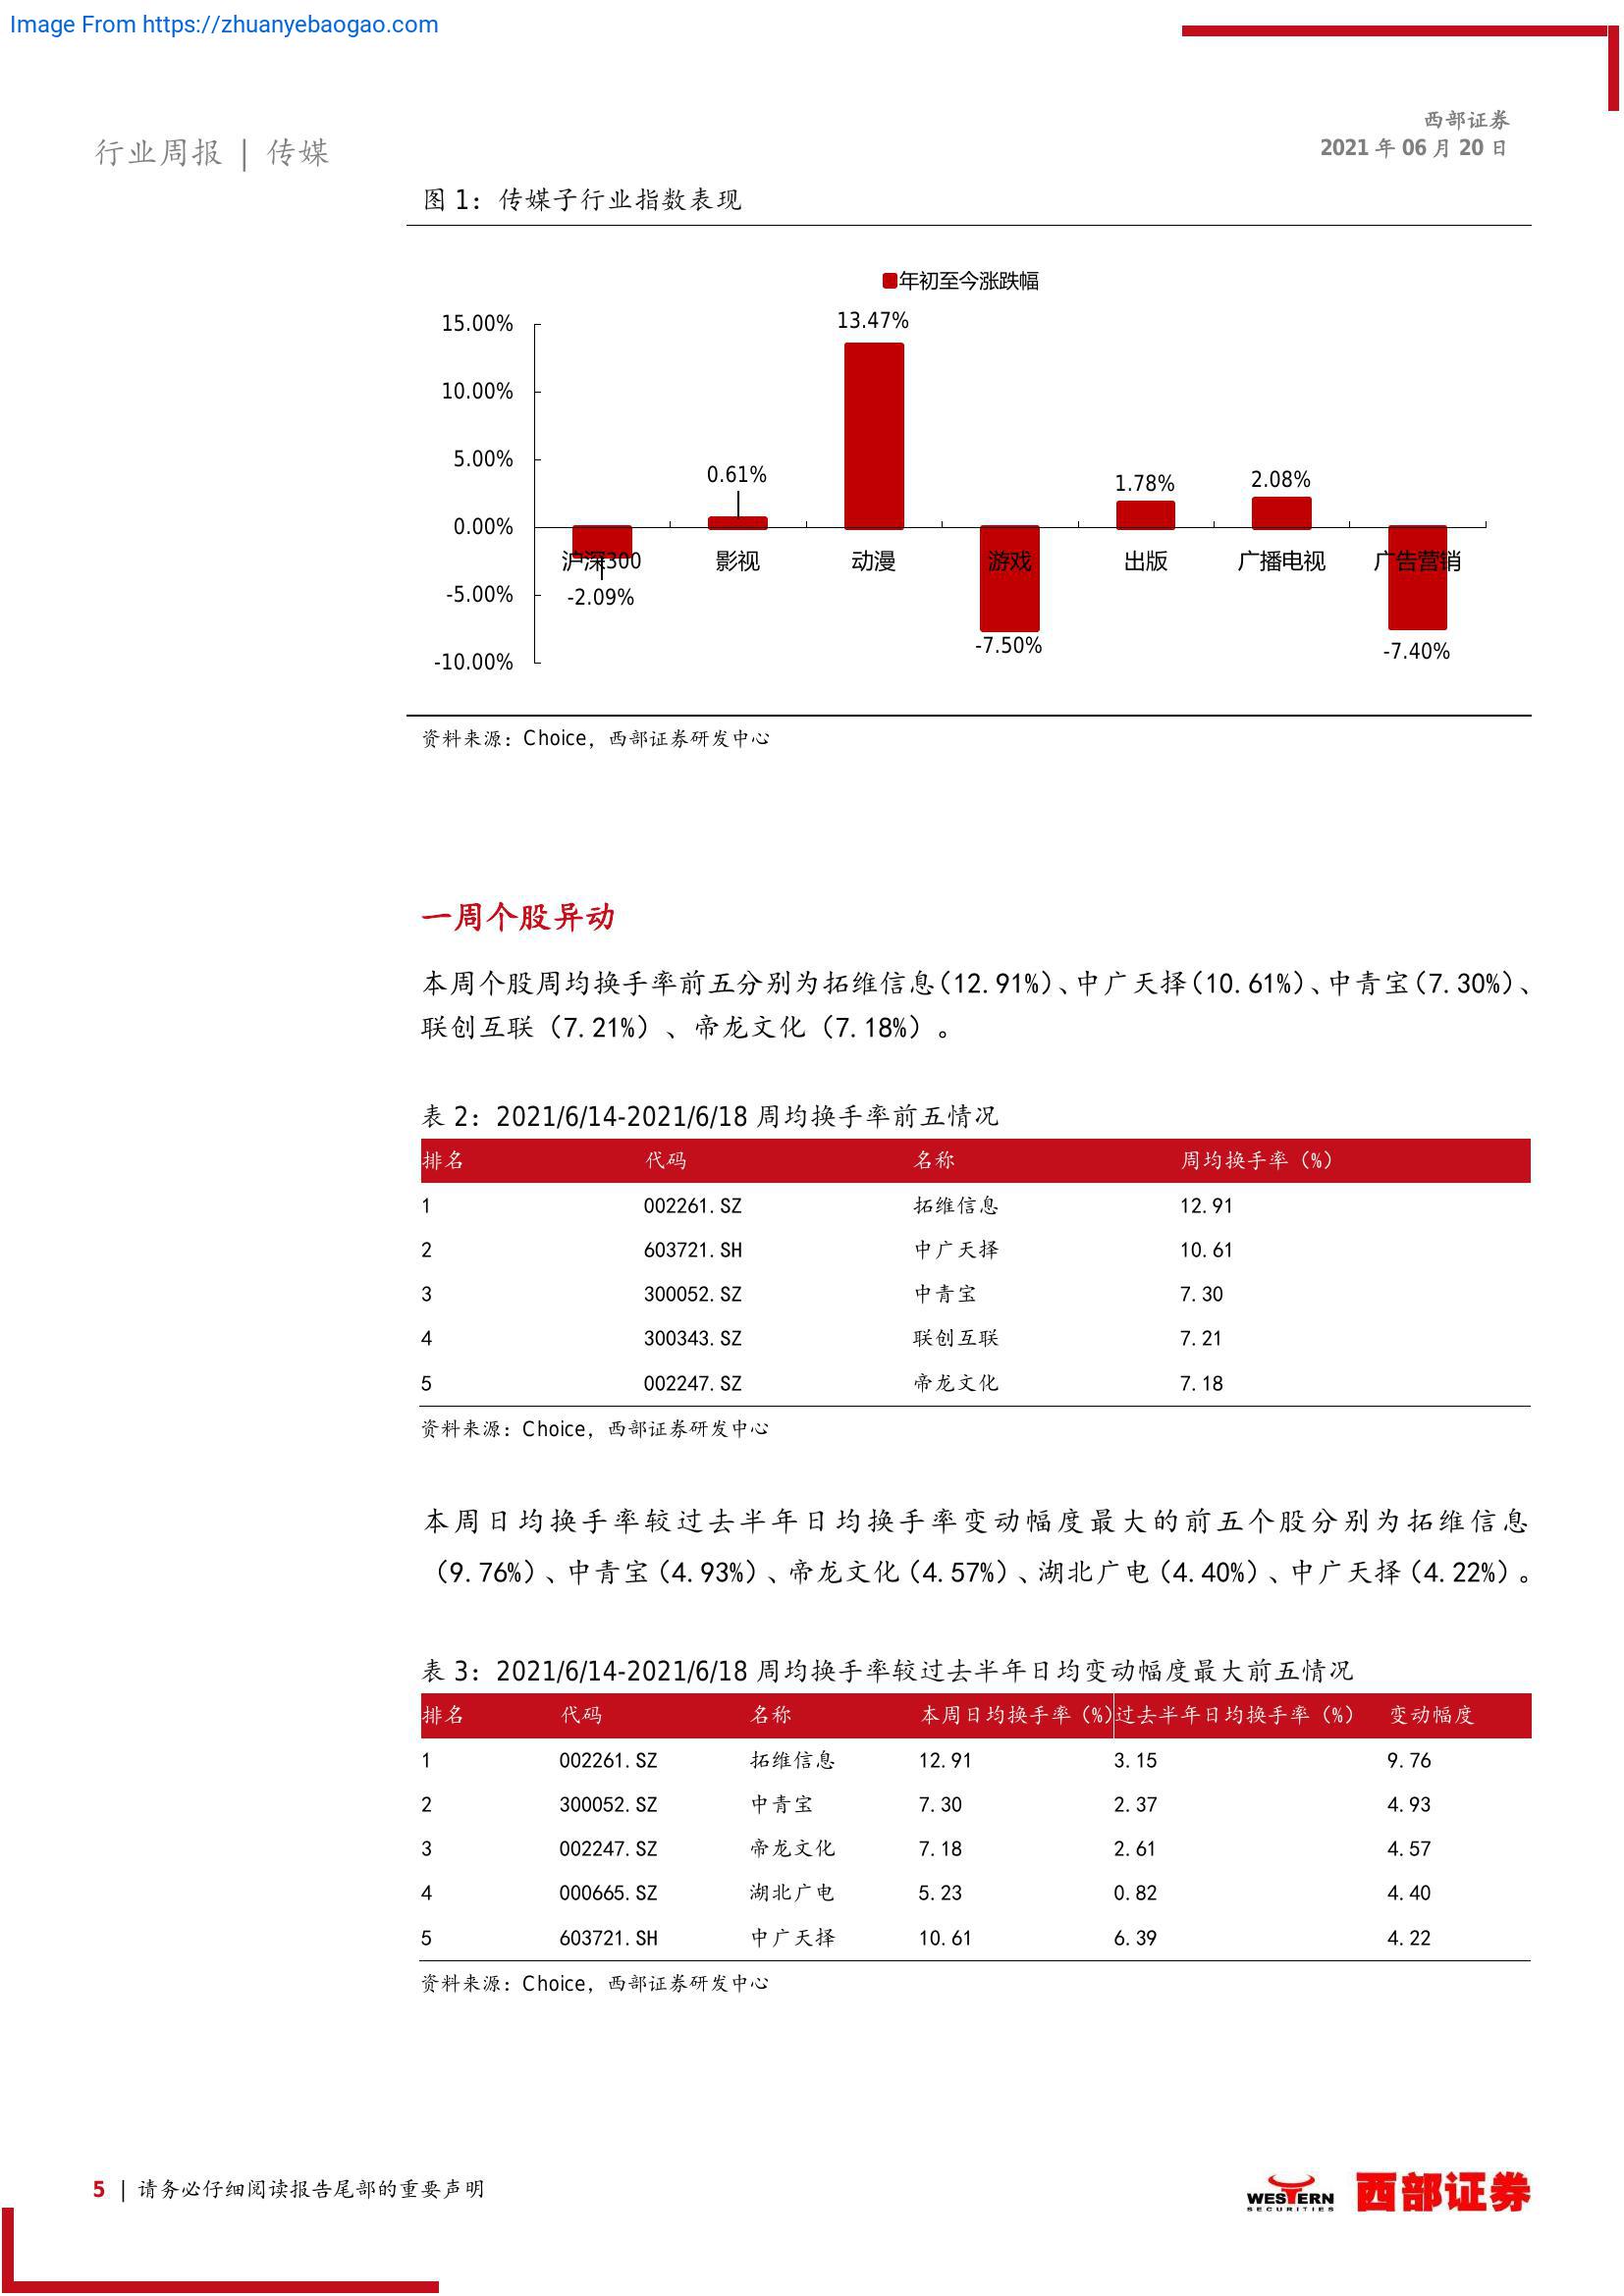 Image From https://zhuanyebaogao.com
西部证券
2021 年 06 月 20 日
行业周报 | 传媒
图 1：传媒子行业指数表现
年初至今涨跌幅
15.00%
10.00%
5.00%
0.00%
-5.00%
-10.00%
13.47%
0.61%
1.78%
2.08%
沪深300 影视 动漫 游戏 出版 广播电视 广告营销
-2.09%
-7.50%
-7.40%
资料来源：Choice，西部证券研发中心
一周个股异动
本周个股周均换手率前五分别为拓维信息（12.91%）、中广天择（10.61%）、中青宝（7.30%）、
联创互联（7.21%）、帝龙文化（7.18%）。
表 2：2021/6/14-2021/6/18 周均换手率前五情况
排名 代码 名称 周均换手率（%）
1 002261.SZ 拓维信息 12.91
2 603721.SH 中广天择 10.61
3 300052.SZ 中青宝 7.30
4 300343.SZ 联创互联 7.21
5 002247.SZ 帝龙文化 7.18
资料来源：Choice，西部证券研发中心
本周日均换手率较过去半年日均换手率变动幅度最大的前五个股分别为拓维信息
（9.76%）、中青宝（4.93%）、帝龙文化（4.57%）、湖北广电（4.40%）、中广天择（4.22%）。
表 3：2021/6/14-2021/6/18 周均换手率较过去半年日均变动幅度最大前五情况
排名 代码 名称 本周日均换手率（%） 过去半年日均换手率（%） 变动幅度
1 002261.SZ 拓维信息 12.91 3.15 9.76
2 300052.SZ 中青宝 7.30 2.37 4.93
3 002247.SZ 帝龙文化 7.18 2.61 4.57
4 000665.SZ 湖北广电 5.23 0.82 4.40
5 603721.SH 中广天择 10.61 6.39 4.22
资料来源：Choice，西部证券研发中心
5 | 请务必仔细阅读报告尾部的重要声明
WESTERN
SECURITIES
西部证券